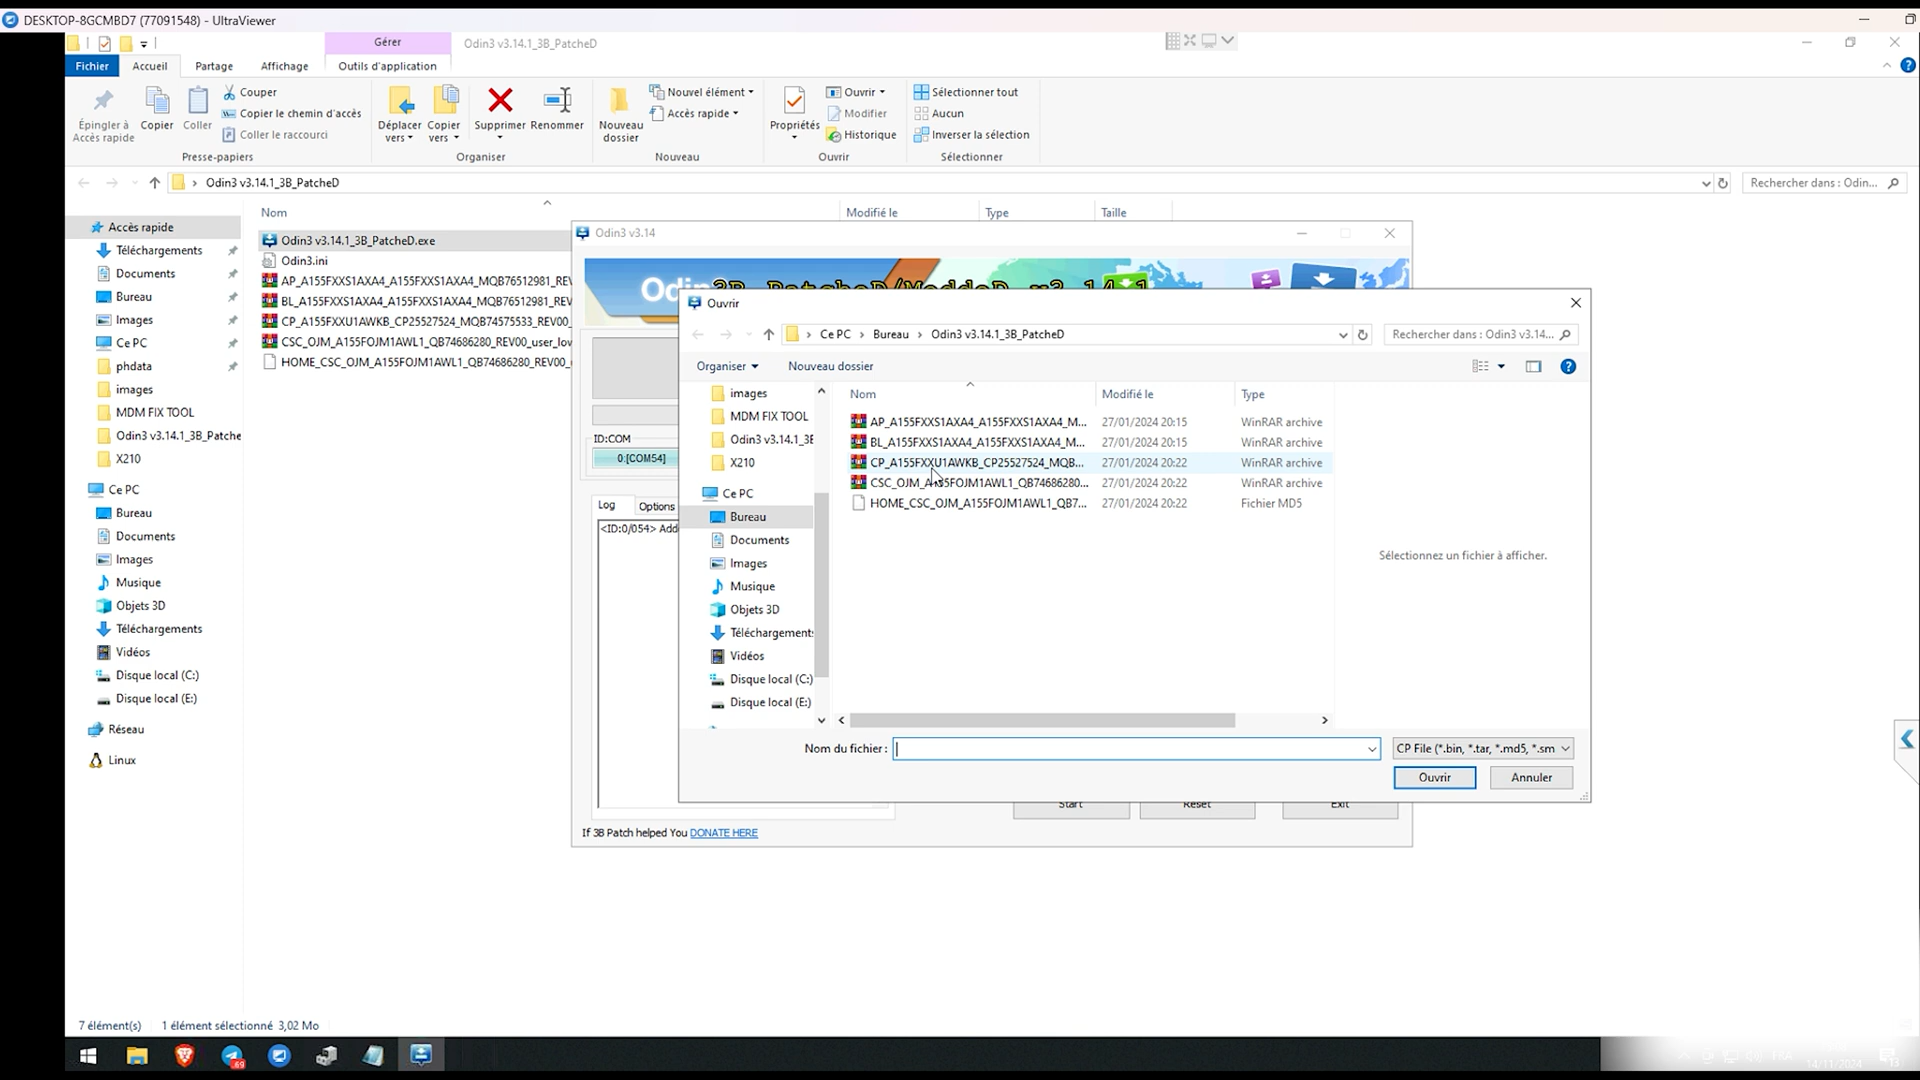 DESKTOP-8GCMBD7 (77091548) - UltraViewer
Gérer
Odin3 v3.14.1_3B_PatcheD
Fichier
Accueil
Partage
Affichage
Outils d'application
Épingler à
Accès rapide
Copier
Coller
Couper
Copier le chemin d'accès
Coller le raccourci
Presse-papiers
Déplacer
vers
Copier
vers
Supprimer
Renommer
Organiser
Nouveau
dossier
Nouvel élément
Accès rapide
Nouveau
Propriétés
Ouvrir
Modifier
Historique
Ouvrir
Sélectionner tout
Aucun
Inverser la sélection
Sélectionner
Odin3 v3.14.1_3B_PatcheD
Rechercher dans : Odin...
Nom
Modifié le
Type
Taille
Accès rapide
Téléchargements
Documents
Bureau
Images
Ce PC
phdata
images
MDM FIX TOOL
Odin3 v3.14.1_3B_Patche
X210
Ce PC
Bureau
Documents
Images
Musique
Objets 3D
Téléchargements
Vidéos
Disque local (C:)
Disque local (E:)
Réseau
Linux
Odin3 v3.14.1_3B_PatcheD.exe
Odin3.ini
AP_A155FXXS1AXA4_A155FXXS1AXA4_MQB76512981_REV
BL_A155FXXS1AXA4_A155FXXS1AXA4_MQB76512981_REV
CP_A155FXXU1AWKB_CP25527524_MQB74575533_REV00_
CSC_OJM_A155FOJM1AWL1_QB74686280_REV00_user_low
HOME_CSC_OJM_A155FOJM1AWL1_QB74686280_REV00_
Odin3 v3.14
ID:COM
0:[COM54]
Log
Options
<ID:0/054> Add
Start
Reset
Exit
If 3B Patch helped You DONATE HERE
Ouvrir
Ce PC
Bureau
Odin3 v3.14.1_3B_PatcheD
Rechercher dans : Odin3 v3.14...
Organiser
Nouveau dossier
images
MDM FIX TOOL
Odin3 v3.14.1_3B
X210
Ce PC
Bureau
Documents
Images
Musique
Objets 3D
Téléchargements
Vidéos
Disque local (C:)
Disque local (E:)
Nom
Modifié le
Type
AP_A155FXXS1AXA4_A155FXXS1AXA4_M... 27/01/2024 20:15 WinRAR archive
BL_A155FXXS1AXA4_A155FXXS1AXA4_M... 27/01/2024 20:15 WinRAR archive
CP_A155FXXU1AWKB_CP25527524_MQB... 27/01/2024 20:22 WinRAR archive
CSC_OJM_A155FOJM1AWL1_QB74686280... 27/01/2024 20:22 WinRAR archive
HOME_CSC_OJM_A155FOJM1AWL1_QB7... 27/01/2024 20:22 Fichier MD5
Sélectionnez un fichier à afficher.
Nom du fichier :
CP File (*.bin, *.tar, *.md5, *.sm
Ouvrir
Annuler
7 élément(s)
1 élément sélectionné 3,02 Mo